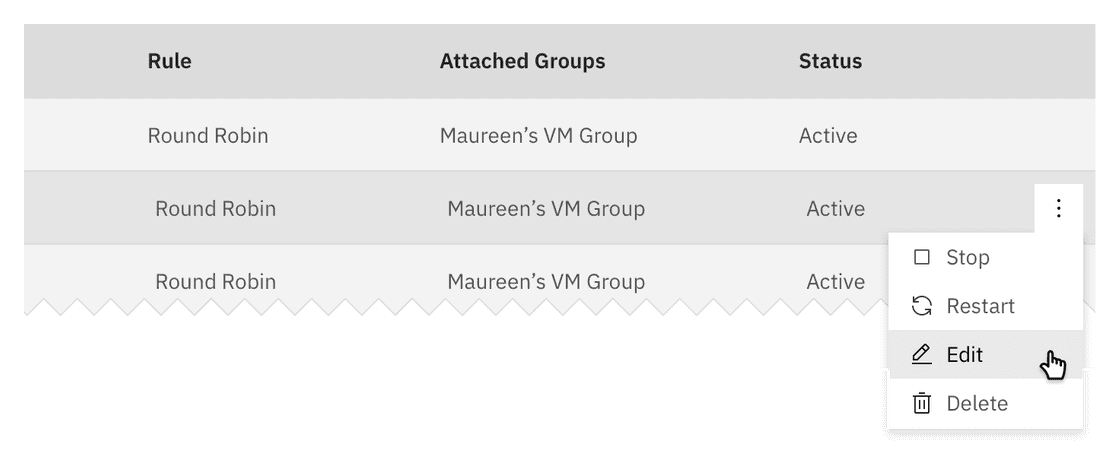 Rule Attached Groups Status
Round Robin Maureen’s VM Group Active
Round Robin Maureen’s VM Group Active
Round Robin Maureen’s VM Group Active
Stop
Restart
Edit
Delete